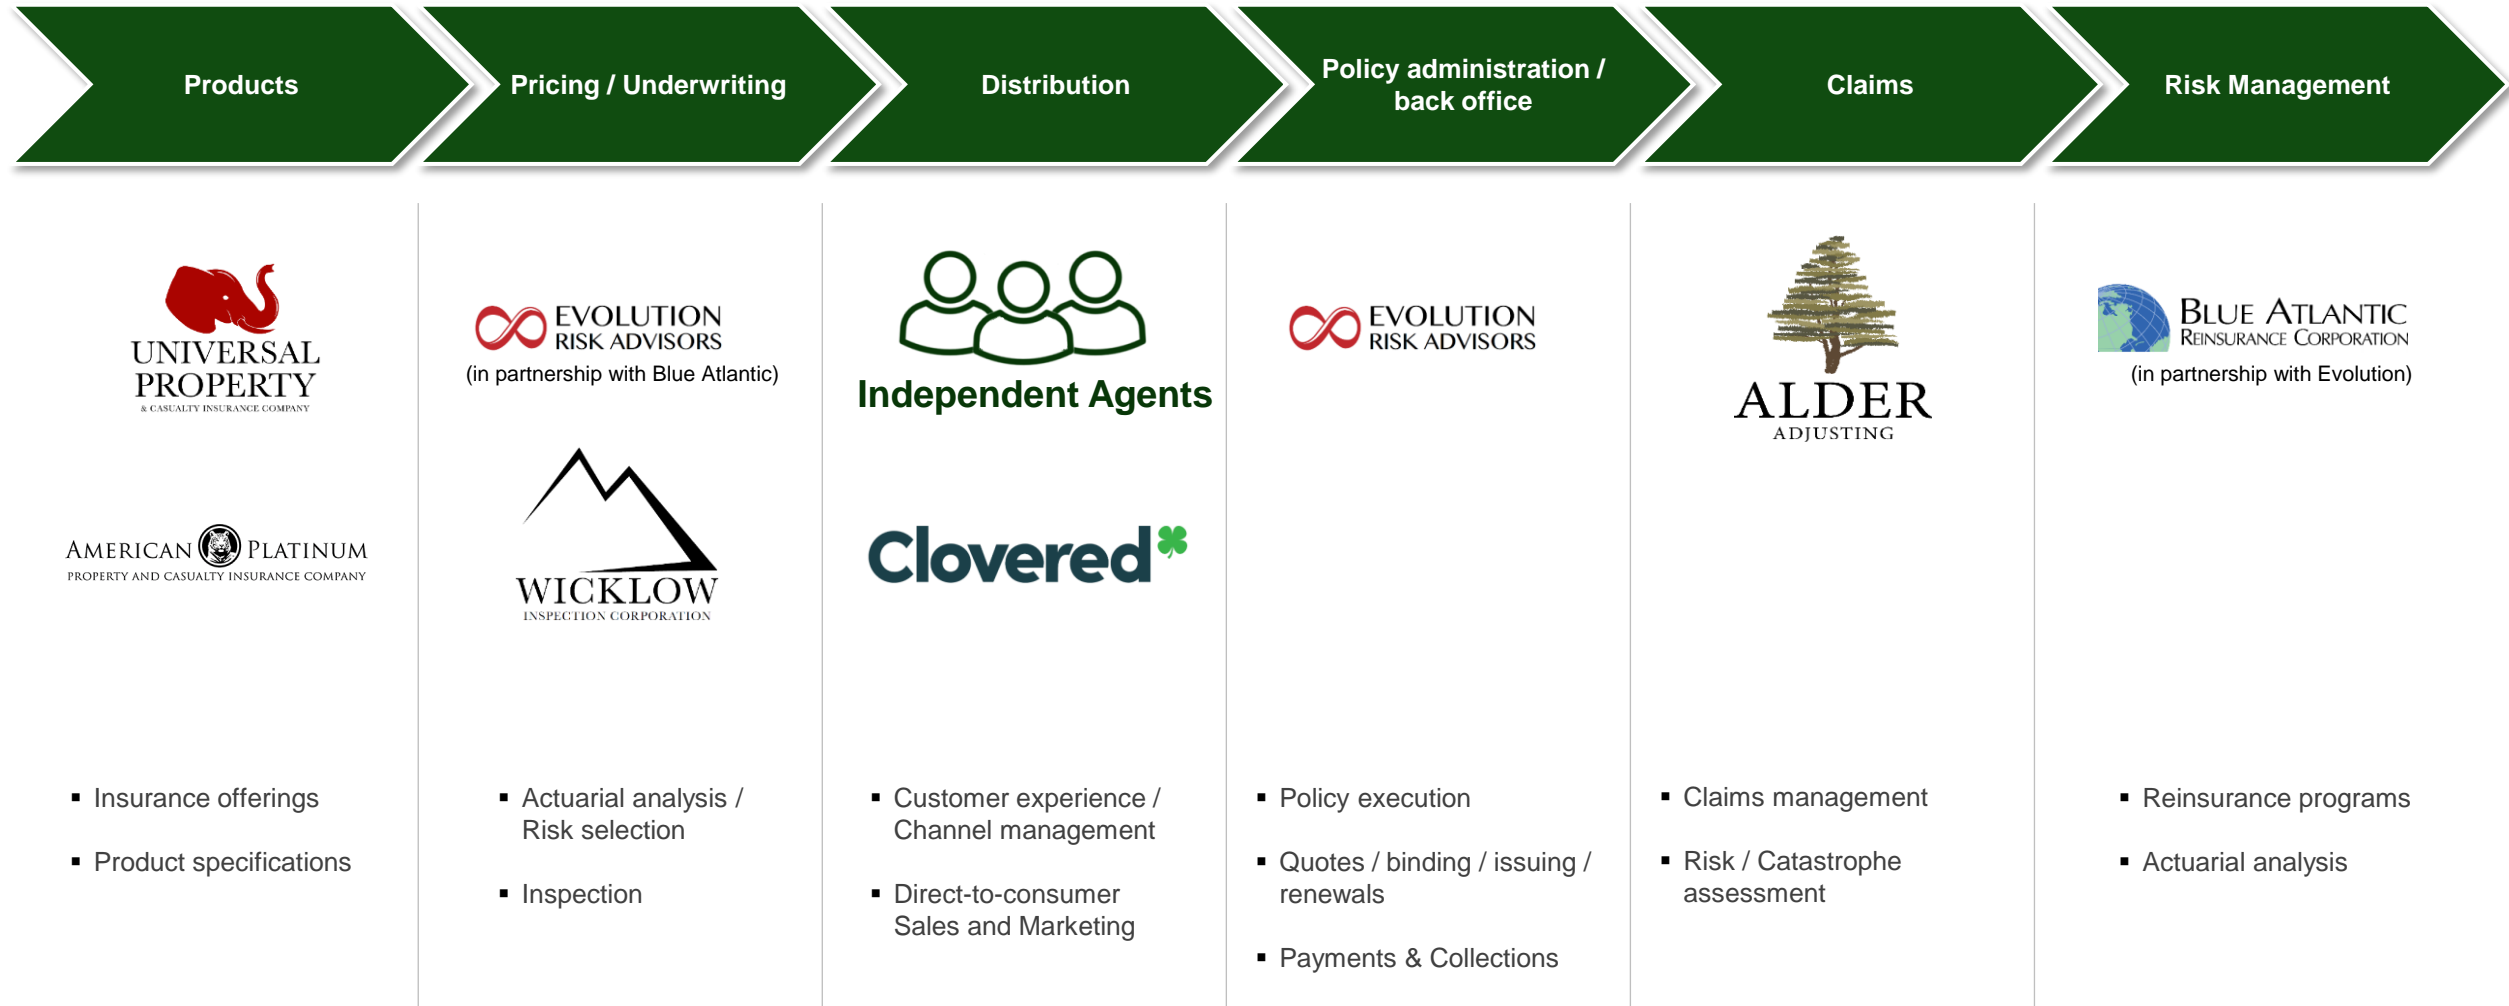 Products
Pricing / Underwriting
Distribution
Policy administration /
back office
Claims
Risk Management
UNIVERSAL
PROPERTY
& CASUALTY INSURANCE COMPANY
AMERICAN PLATINUM
PROPERTY AND CASUALTY INSURANCE COMPANY
▪ Insurance offerings
▪ Product specifications
EVOLUTION
RISK ADVISORS
(in partnership with Blue Atlantic)
WICKLOW
INSPECTION CORPORATION
▪ Actuarial analysis /
Risk selection
▪ Inspection
Independent Agents
Clovered
▪ Customer experience /
Channel management
▪ Direct-to-consumer
Sales and Marketing
EVOLUTION
RISK ADVISORS
▪ Policy execution
▪ Quotes / binding / issuing /
renewals
▪ Payments & Collections
ALDER
ADJUSTING
▪ Claims management
▪ Risk / Catastrophe
assessment
BLUE ATLANTIC
REINSURANCE CORPORATION
(in partnership with Evolution)
▪ Reinsurance programs
▪ Actuarial analysis